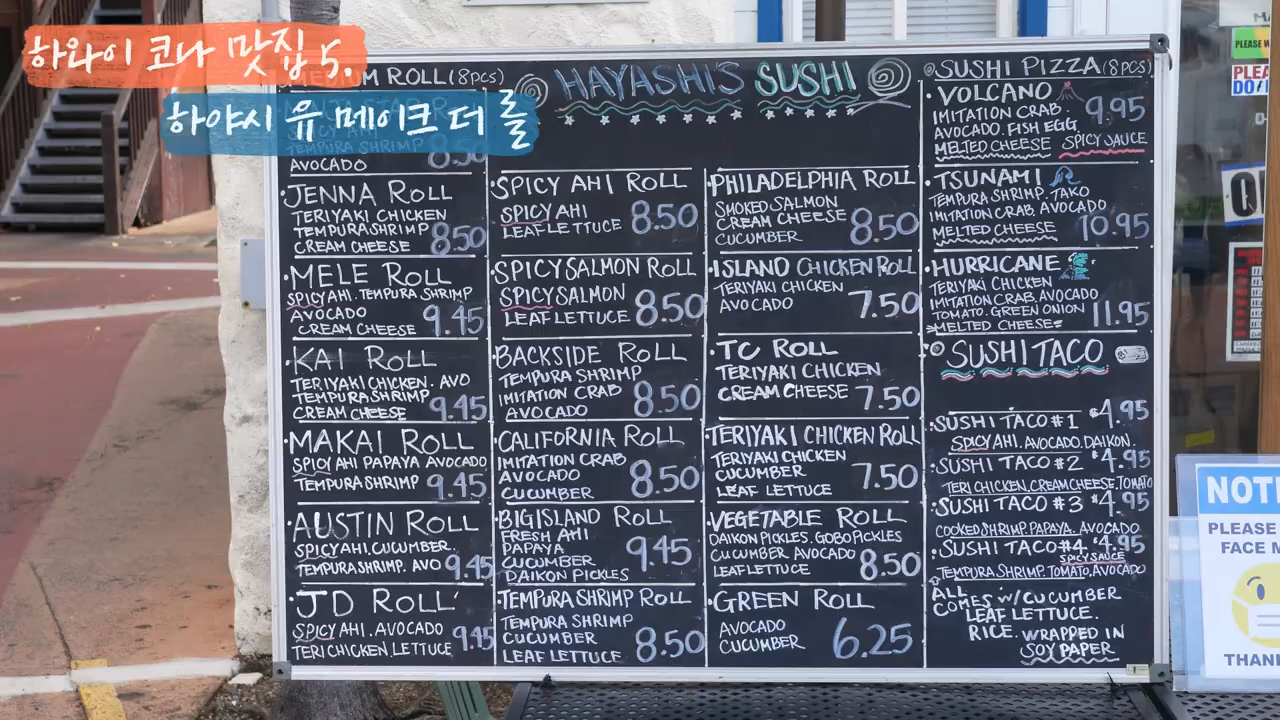 하와이 코나 맛집 5.
하야시 유 메이크 더 롤
ROLL (8PCS)
TEMPURA SHRIMP
AVOCADO
8.50
·JENNA ROLL
TERIYAKI CHICKEN
TEMPURA SHRIMP
CREAM CHEESE 8.50
·MELE ROLL
SPICY AHI. TEMPURA SHRIMP
AVOCADO
CREAM CHEESE 9.45
·KAI ROLL
TERIYAKI CHICKEN. AVO
TEMPURA SHRIMP
CREAM CHEESE 9.45
·MAKAI ROLL
SPICY AHI PAPAYA AVOCADO
TEMPURA SHRIMP 9.45
·AUSTIN ROLL
SPICY AHI. CUCUMBER.
TEMPURA SHRIMP. AVO 9.45
·JD ROLL
SPICY AHI. AVOCADO
TERI CHICKEN, LETTUCE 9.45
HAYASHI'S SUSHI
·SPICY AHI ROLL
SPICY AHI
LEAF LETTUCE 8.50
·SPICY SALMON ROLL
SPICY SALMON
LEAF LETTUCE 8.50
·BACKSIDE ROLL
TEMPURA SHRIMP
IMITATION CRAB
AVOCADO 8.50
·CALIFORNIA ROLL
IMITATION CRAB
AVOCADO
CUCUMBER 8.50
·BIG ISLAND ROLL
FRESH AHI
PAPAYA
CUCUMBER
DAIKON PICKLES 9.45
·TEMPURA SHRIMP ROLL
TEMPURA SHRIMP
CUCUMBER
LEAF LETTUCE 8.50
·PHILADELPHIA ROLL
SMOKED SALMON
CREAM CHEESE
CUCUMBER 8.50
·ISLAND CHICKEN ROLL
TERIYAKI CHICKEN
AVOCADO 7.50
·TC ROLL
TERIYAKI CHICKEN
CREAM CHEESE 7.50
·TERIYAKI CHICKEN ROLL
TERIYAKI CHICKEN
CUCUMBER
LEAF LETTUCE 7.50
·VEGETABLE ROLL
DAIKON PICKLES. GOBO PICKLES
CUCUMBER AVOCADO
LEAF LETTUCE 8.50
·GREEN ROLL
AVOCADO
CUCUMBER 6.25
SUSHI PIZZA (8PCS)
·VOLCANO 9.95
IMITATION CRAB.
AVOCADO. FISH EGG
MELTED CHEESE SPICY SAUCE
·TSUNAMI
TEMPURA SHRIMP. TAKO
IMITATION CRAB, AVOCADO
MELTED CHEESE 10.95
·HURRICANE
TERIYAKI CHICKEN
IMITATION CRAB, AVOCADO
TOMATO. GREEN ONION
MELTED CHEESE 11.95
SUSHI TACO
·SUSHI TACO #1 $4.95
SPICY AHI. AVOCADO. DAIKON.
·SUSHI TACO #2 $4.95
TERI CHICKEN, CREAM CHEESE. TOMATO
·SUSHI TACO #3 $4.95
COOKED SHRIMP. PAPAYA. AVOCADO
·SUSHI TACO #4 $4.95
SPICY SAUCE
TEMPURA SHRIMP. TOMATO, AVOCADO
ALL
COMES W/ CUCUMBER
LEAF LETTUCE.
RICE. WRAPPED IN
SOY PAPER
PLEASE
NOTI
PLEASE
FACE M
THAN